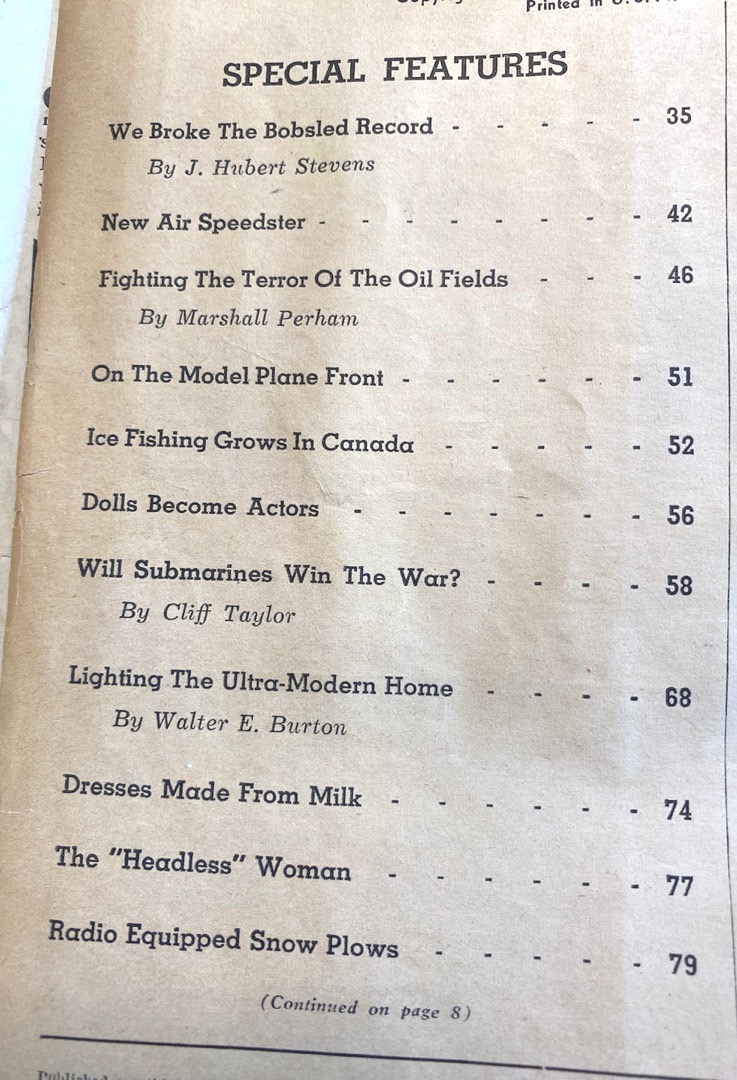 Printed in U.S.A.
SPECIAL FEATURES
We Broke The Bobsled Record - - - - - 35
By J. Hubert Stevens
New Air Speedster - - - - - - - - 42
Fighting The Terror Of The Oil Fields - - - 46
By Marshall Perham
On The Model Plane Front - - - - - - 51
Ice Fishing Grows In Canada - - - - - 52
Dolls Become Actors - - - - - - - 56
Will Submarines Win The War? - - - - 58
By Cliff Taylor
Lighting The Ultra-Modern Home - - - - 68
By Walter E. Burton
Dresses Made From Milk - - - - - - 74
The "Headless" Woman - - - - - - 77
Radio Equipped Snow Plows - - - - - 79
(Continued on page 8)